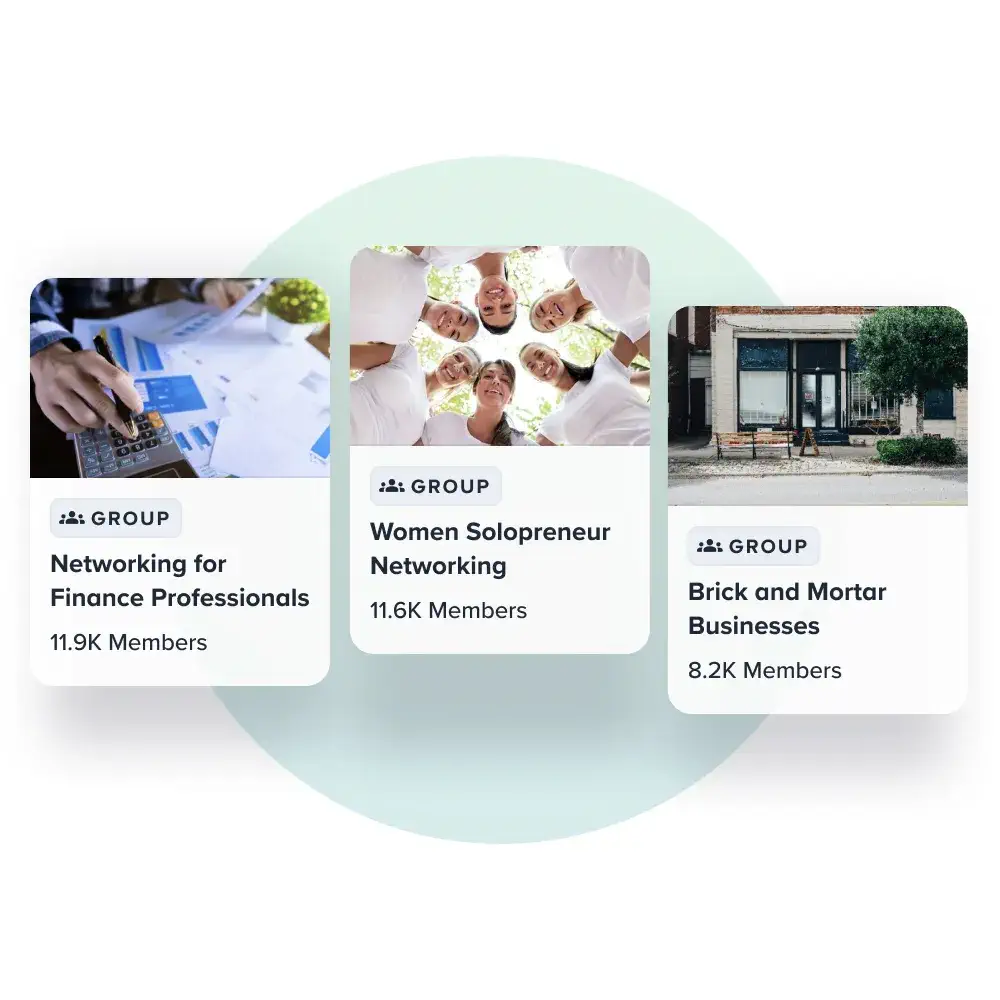 GROUP
Networking for
Finance Professionals
11.9K Members
GROUP
Women Solopreneur
Networking
11.6K Members
GROUP
Brick and Mortar
Businesses
8.2K Members